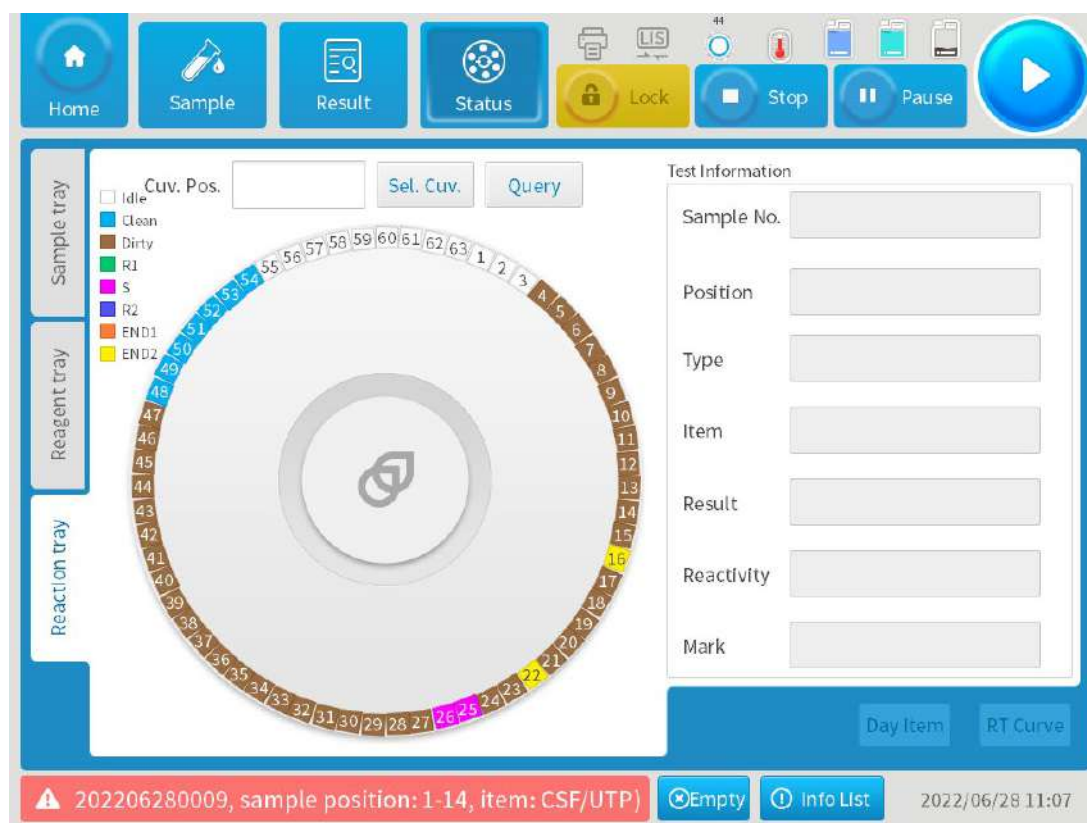 44
LIS
Home
Sample
Result
Status
Lock
Stop
Pause
Sample tray
Reagent tray
Reaction tray
Cuv. Pos.
Sel. Cuv.
Query
Idle
Clean
Dirty
R1
S
R2
END1
END2
1
2
3
4
5
6
7
8
9
10
11
12
13
14
15
16
17
18
19
20
21
22
23
24
25
26
27
28
29
30
31
32
33
34
35
36
37
38
39
40
41
42
43
44
45
46
47
48
49
50
51
52
53
54
55
56
57
58
59
60
61
62
63
Test Information
Sample No.
Position
Type
Item
Result
Reactivity
Mark
Day Item
RT Curve
202206280009, sample position: 1-14, item: CSF/UTP)
Empty
Info List
2022/06/28 11:07